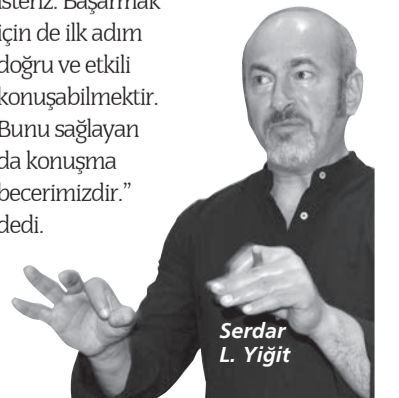 isteriz. Başarmak
için de ilk adım
doğru ve etkili
konuşabilmektir.
Bunu sağlayan
da konuşma
becerimizdir.”
dedi.
Serdar
L. Yiğit